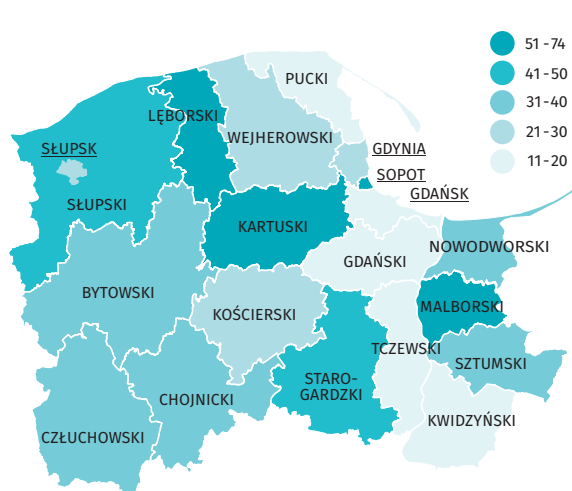 51-74
41-50
31-40
21-30
11-20
PUCKI
LĘBORSKI
WEJHEROWSKI
SŁUPSK
GDYNIA
SOPOT
GDAŃSK
SŁUPSKI
KARTUSKI
NOWODWORSKI
GDAŃSKI
BYTOWSKI
KOŚCIERSKI
MALBORSKI
TCZEWSKI
SZTUMSKI
STARO-
GARDZKI
CHOJNICKI
KWIDZYŃSKI
CZŁUCHOWSKI